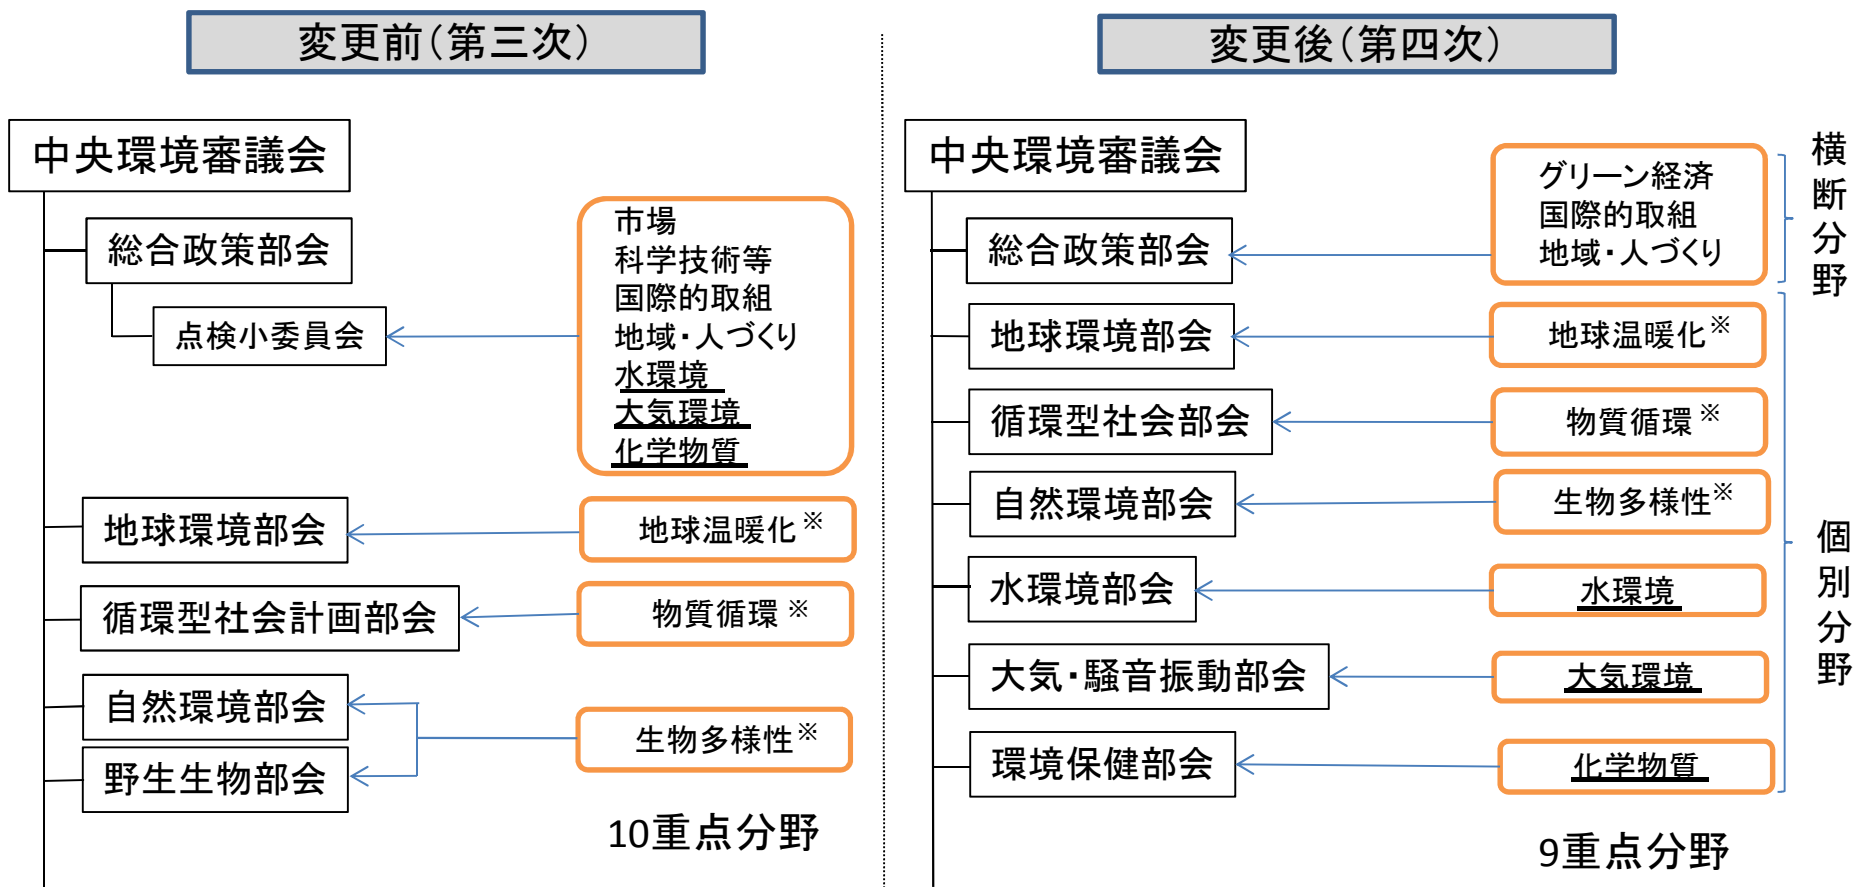 変更前(第三次)
中央環境審議会
総合政策部会
点検小委員会
市場
科学技術等
国際的取組
地域・人づくり
水環境
大気環境
化学物質
地球環境部会
地球温暖化※
循環型社会計画部会
物質循環※
自然環境部会
野生生物部会
生物多様性※
10重点分野
変更後(第四次)
中央環境審議会
総合政策部会
グリーン経済
国際的取組
地域・人づくり
横断分野
地球環境部会
地球温暖化※
循環型社会部会
物質循環※
自然環境部会
生物多様性※
水環境部会
水環境
大気・騒音振動部会
大気環境
環境保健部会
化学物質
個別分野
9重点分野